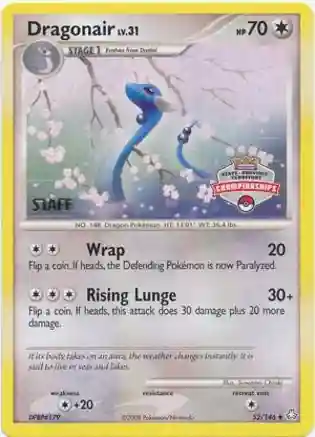 Dragonair LV.31 HP 70
STAGE 1 Evolves from Dratini
STATE • PROVINCE
TERRITORY
CHAMPIONSHIPS
STAFF
NO. 148 Dragon Pokémon HT: 13'01" WT: 36.4 lbs.
Wrap 20
Flip a coin. If heads, the Defending Pokémon is now Paralyzed.
Rising Lunge 30+
Flip a coin. If heads, this attack does 30 damage plus 20 more
damage.
If its body takes on an aura, the weather changes instantly. It is
said to live in seas and lakes.
weakness resistance retreat cost
+20
©2008 Pokémon/Nintendo 52/146